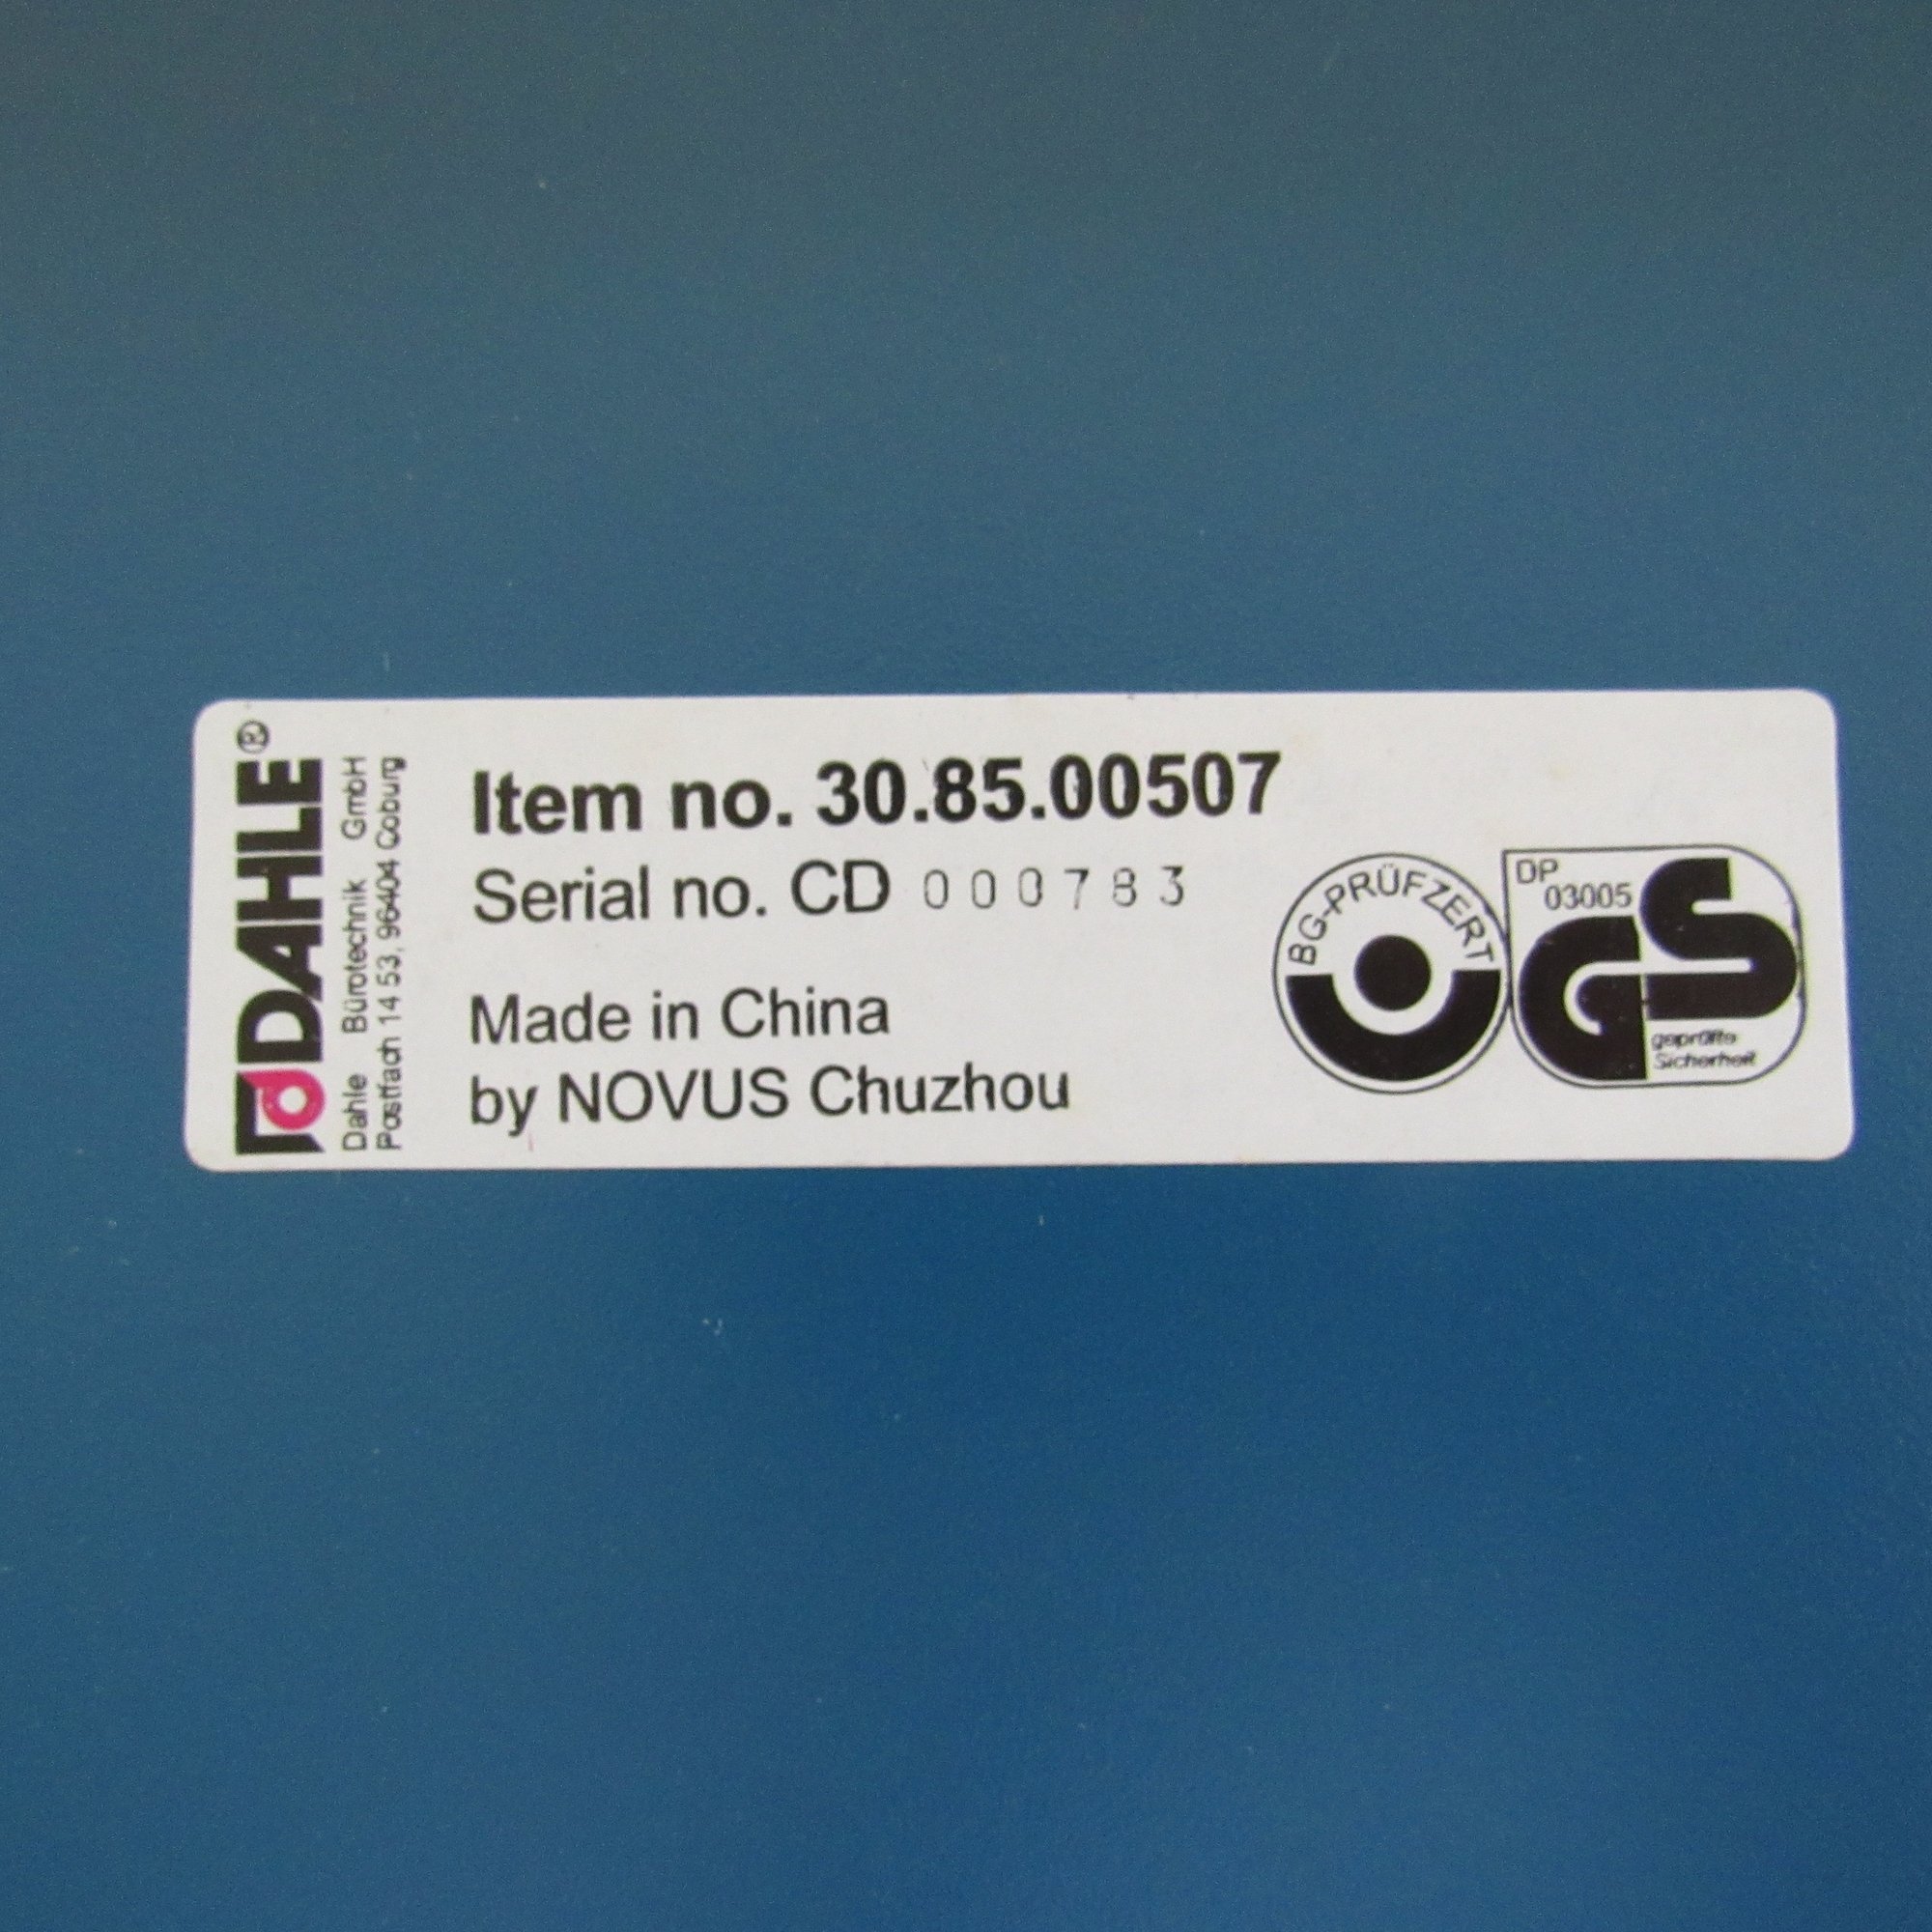 DAHLE®
Dahle Bürotechnik GmbH
Postfach 14 53, 96404 Coburg
Item no. 30.85.00507
Serial no. CD 000783
Made in China
by NOVUS Chuzhou
BG-PRÜFZERT
DP
03005
GS
geprüfte
Sicherheit